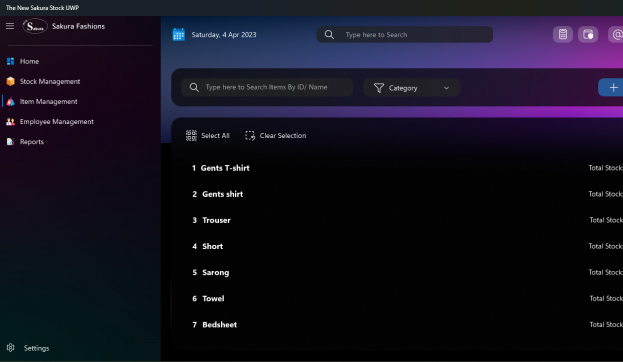 The New Sakura Stock UWP
Sakura
Sakura Fashions
Saturday, 4 Apr 2023
Type here to Search
Home
Stock Management
Item Management
Employee Management
Reports
Settings
Type here to Search Items By ID/ Name
Category
Select All
Clear Selection
1 Gents T-shirt Total Stock:
2 Gents shirt Total Stock:
3 Trouser Total Stock
4 Short Total Stock:
5 Sarong Total Stock:
6 Towel Total Stock
7 Bedsheet Total Stock